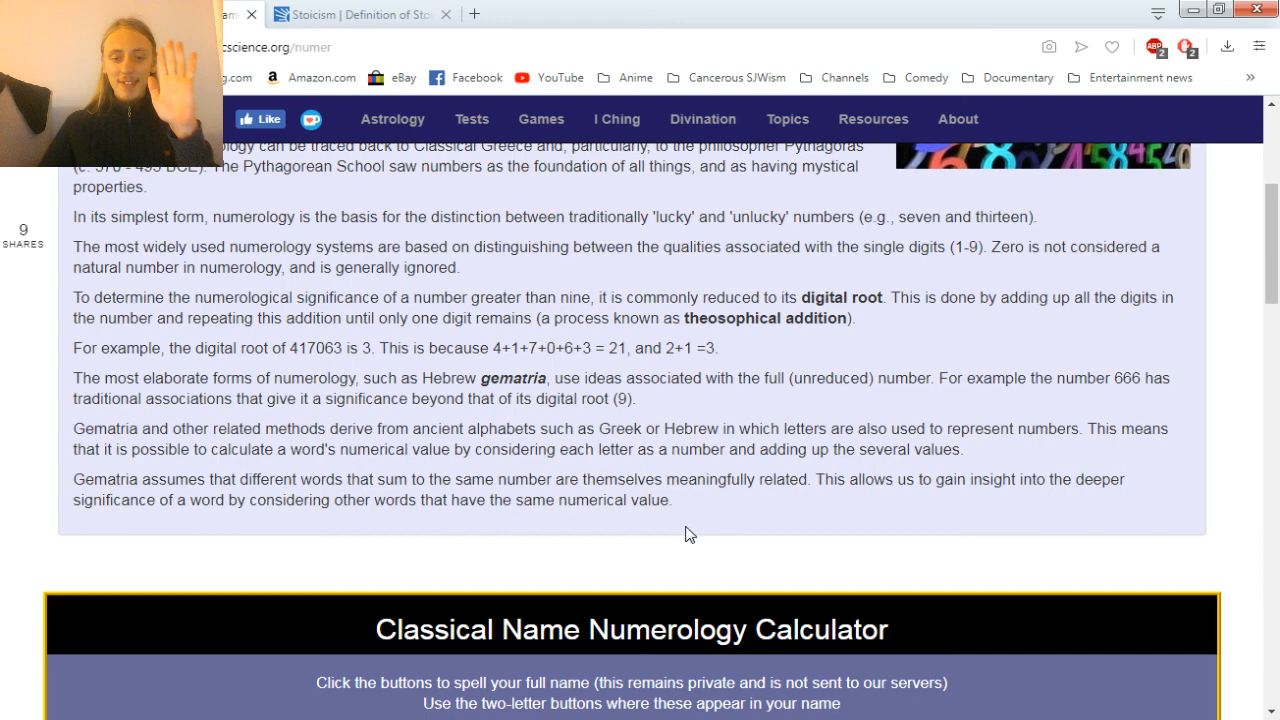 am
Stoicism | Definition of Sto
cscience.org/numer
2
2
g.com
Amazon.com
eBay
Facebook
YouTube
Anime
Cancerous SJWism
Channels
Comedy
Documentary
Entertainment news
Like
Astrology
Tests
Games
I Ching
Divination
Topics
Resources
About
ology can be traced back to Classical Greece and, particularly, to the philosopher Pythagoras
(c. 570 - 495 BCE). The Pythagorean School saw numbers as the foundation of all things, and as having mystical
properties.
9
SHARES
In its simplest form, numerology is the basis for the distinction between traditionally 'lucky' and 'unlucky' numbers (e.g., seven and thirteen).
The most widely used numerology systems are based on distinguishing between the qualities associated with the single digits (1-9). Zero is not considered a
natural number in numerology, and is generally ignored.
To determine the numerological significance of a number greater than nine, it is commonly reduced to its digital root. This is done by adding up all the digits in
the number and repeating this addition until only one digit remains (a process known as theosophical addition).
For example, the digital root of 417063 is 3. This is because 4+1+7+0+6+3 = 21, and 2+1 =3.
The most elaborate forms of numerology, such as Hebrew gematria, use ideas associated with the full (unreduced) number. For example the number 666 has
traditional associations that give it a significance beyond that of its digital root (9).
Gematria and other related methods derive from ancient alphabets such as Greek or Hebrew in which letters are also used to represent numbers. This means
that it is possible to calculate a word's numerical value by considering each letter as a number and adding up the several values.
Gematria assumes that different words that sum to the same number are themselves meaningfully related. This allows us to gain insight into the deeper
significance of a word by considering other words that have the same numerical value.
Classical Name Numerology Calculator
Click the buttons to spell your full name (this remains private and is not sent to our servers)
Use the two-letter buttons where these appear in your name